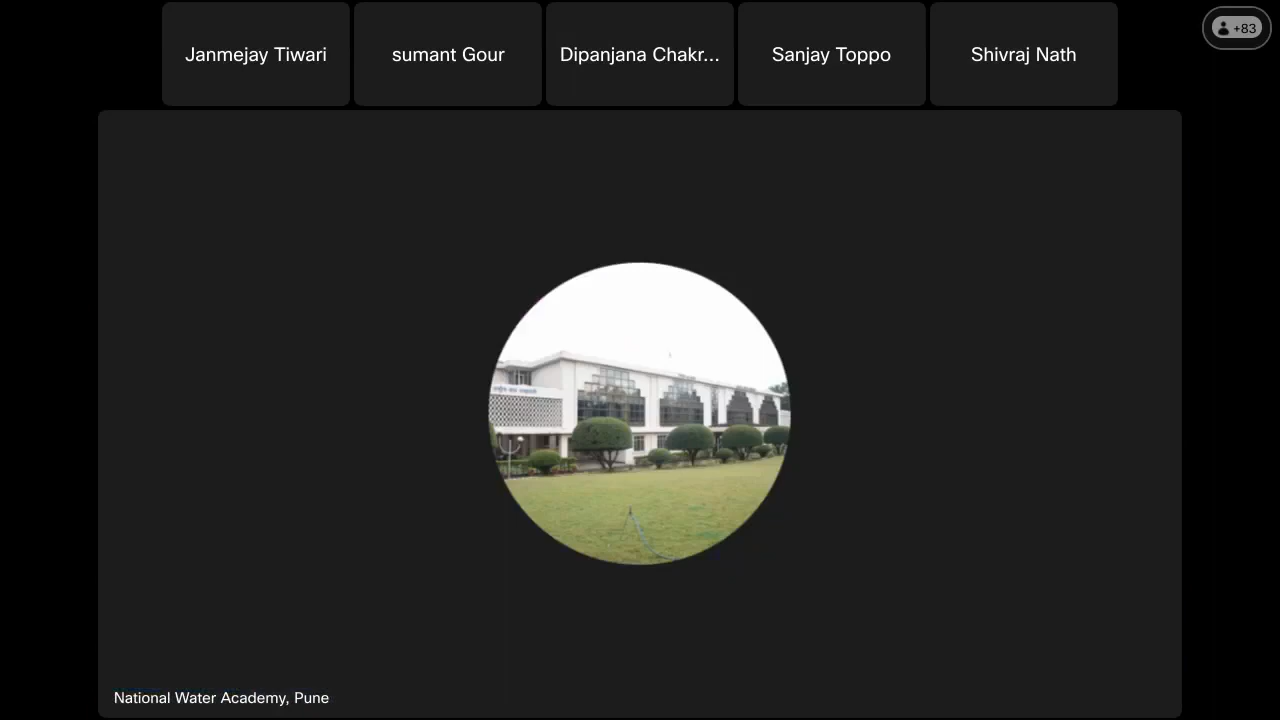 Janmejay Tiwari
sumant Gour
Dipanjana Chakr...
Sanjay Toppo
Shivraj Nath
+83
National Water Academy, Pune